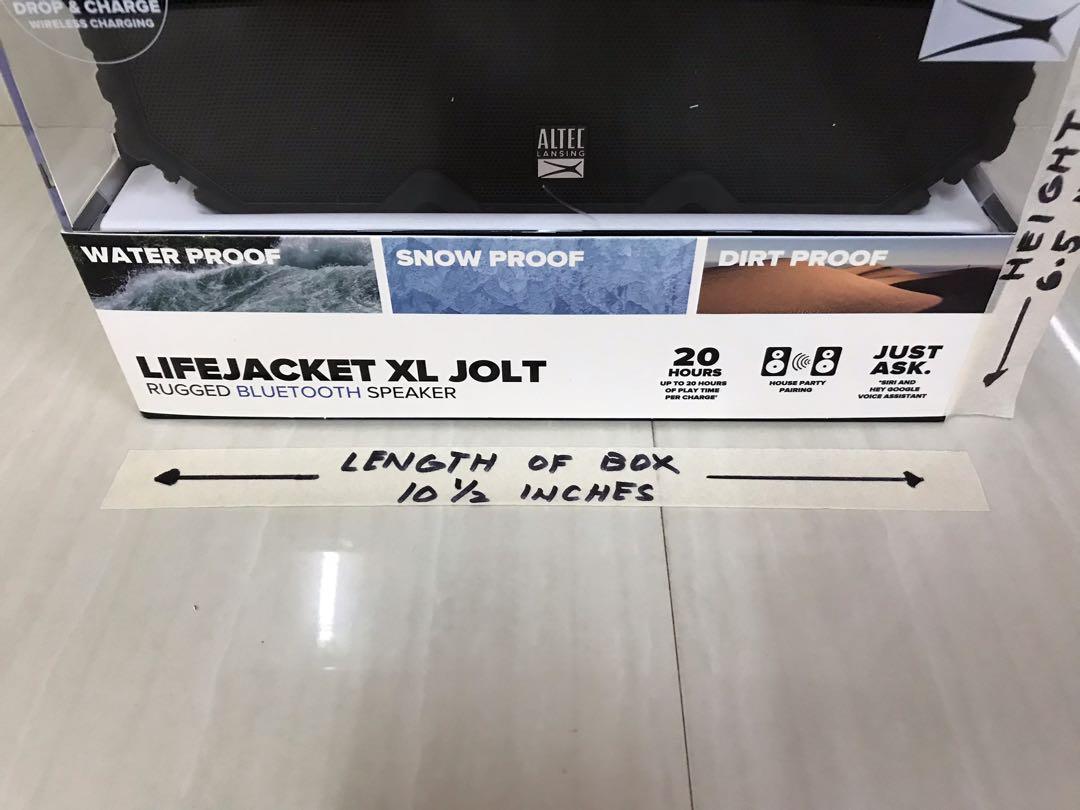 DROP & CHARGE
WIRELESS CHARGING
ALTEC
LANSING
WATER PROOF
SNOW PROOF
DIRT PROOF
LIFEJACKET XL JOLT
RUGGED BLUETOOTH SPEAKER
20
HOURS
UP TO 20 HOURS
OF PLAY TIME
PER CHARGE*
HOUSE PARTY
PAIRING
JUST
ASK.
*SIRI AND
HEY GOOGLE
VOICE ASSISTANT
HEIGHT
6.5
LENGTH OF BOX
10 1/2 INCHES